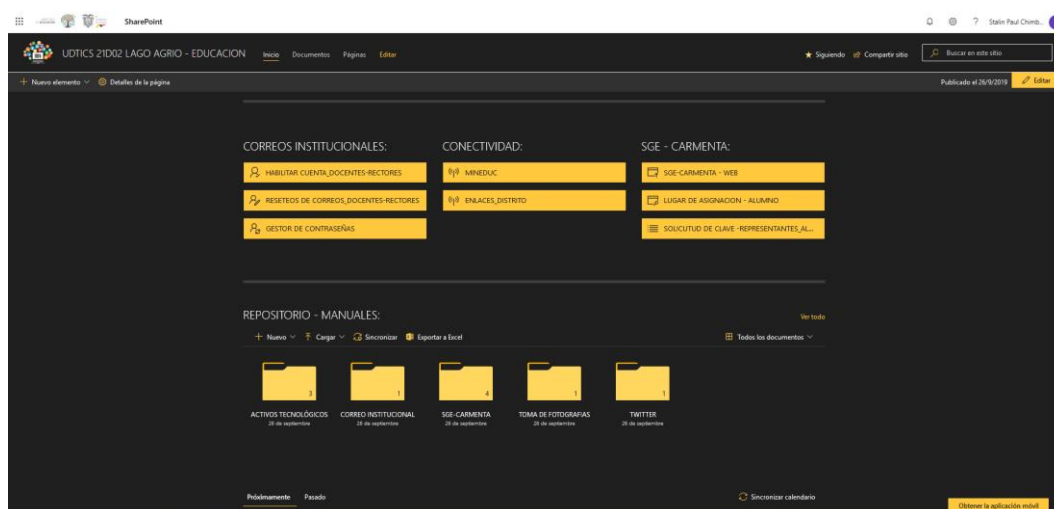 SharePoint
? Stalin Paul Chimb...
UDTICS 21D02 LAGO AGRIO - EDUCACION Inicio Documentos Páginas Editar
Siguiendo Compartir sitio Buscar en este sitio
+ Nuevo elemento Detalles de la página
Publicado el 26/9/2019 Editar
CORREOS INSTITUCIONALES:
HABILITAR CUENTA_DOCENTES-RECTORES
RESETEOS DE CORREOS_DOCENTES-RECTORES
GESTOR DE CONTRASEÑAS
CONECTIVIDAD:
MINEDUC
ENLACES_DISTRITO
SGE - CARMENTA:
SGE-CARMENTA - WEB
LUGAR DE ASIGNACION - ALUMNO
SOLICUTUD DE CLAVE -REPRESENTANTES_AL...
REPOSITORIO - MANUALES:
Ver todo
+ Nuevo Cargar Sincronizar Exportar a Excel
Todos los documentos
3 1 4 1 1
ACTIVOS TECNOLÓGICOS CORREO INSTITUCIONAL SGE-CARMENTA TOMA DE FOTOGRAFIAS TWITTER
28 de septiembre 28 de septiembre 28 de septiembre 28 de septiembre 28 de septiembre
Próximamente Pasado
Sincronizar calendario
Obtener la aplicación móvil